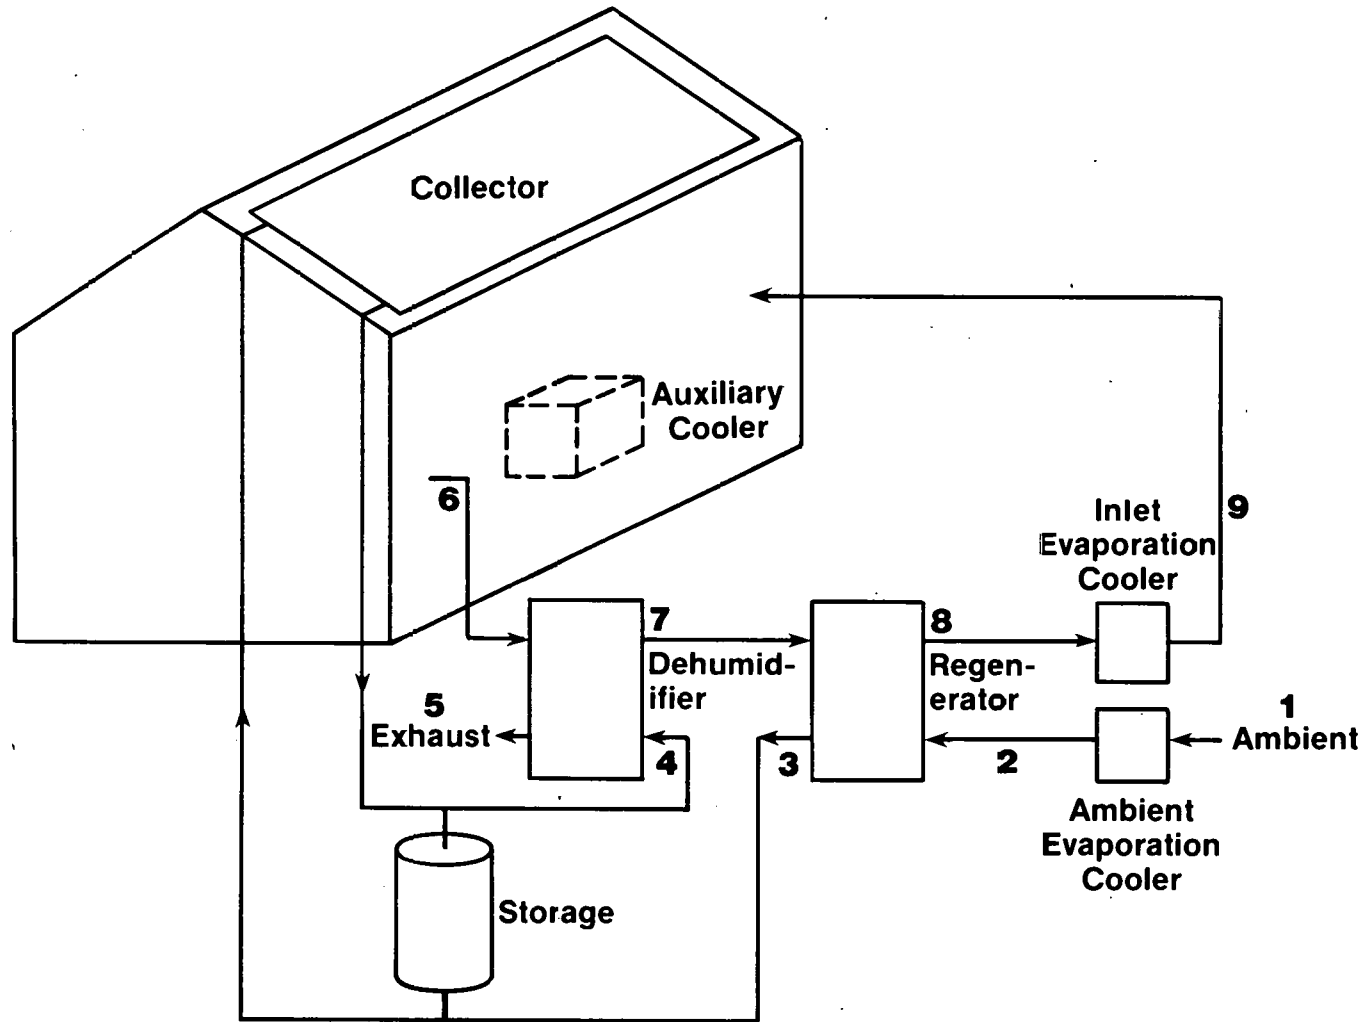 Collector
Auxiliary
Cooler
6
9
Inlet
Evaporation
Cooler
7
8
Dehumid-
ifier
Regen-
erator
5
Exhaust
4
3
2
1
Ambient
Ambient
Evaporation
Cooler
Storage